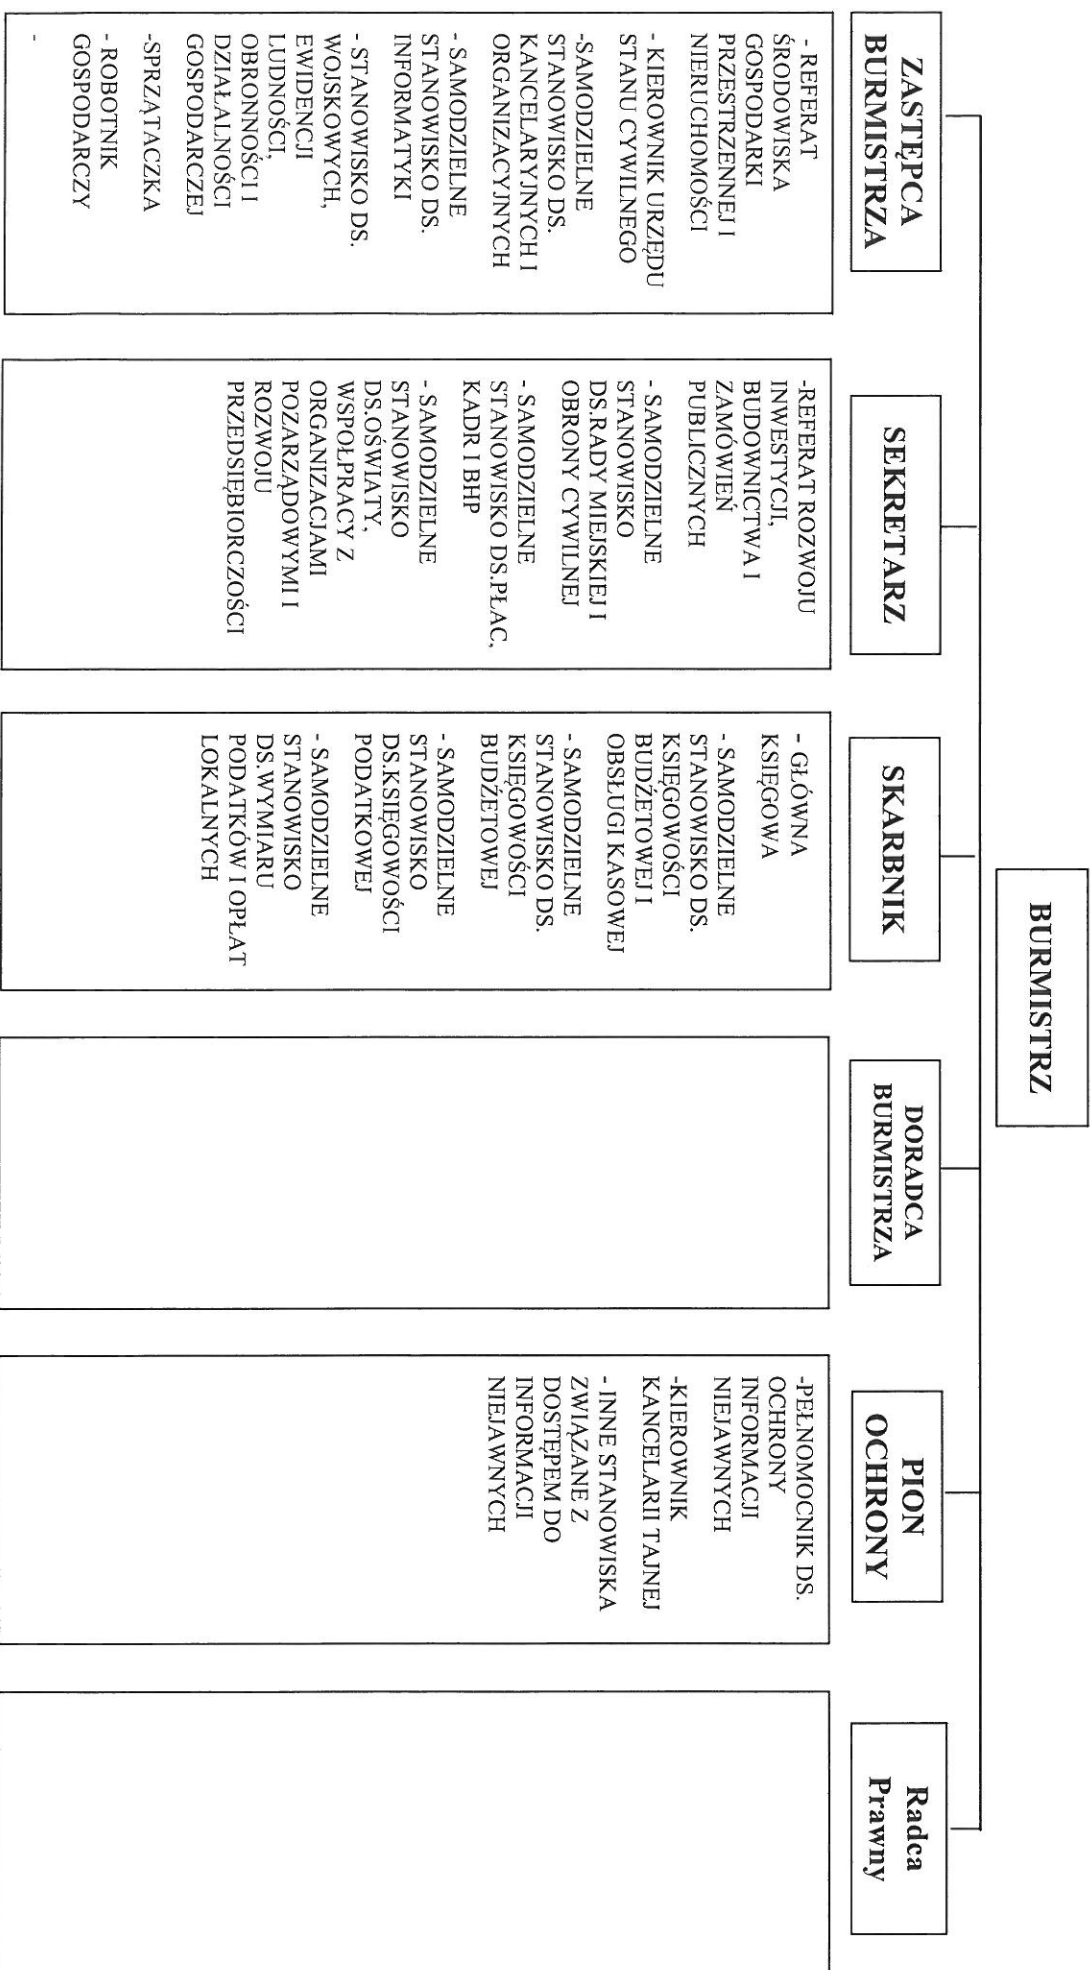 BURMISTRZ
ZASTĘPCA
BURMISTRZA
- REFERAT
ŚRODOWISKA
GOSPODARKI
PRZESTRZENNEJ I
NIERUCHOMOŚCI
- KIEROWNIK URZĘDU
STANU CYWILNEGO
-SAMODZIELNE
STANOWISKO DS.
KANCELARYJNYCH I
ORGANIZACYJNYCH
- SAMODZIELNE
STANOWISKO DS.
INFORMATYKI
- STANOWISKO DS.
WOJSKOWYCH,
EWIDENCJI
LUDNOŚCI,
OBRONNOŚCI I
DZIAŁALNOŚCI
GOSPODARCZEJ
-SPRZĄTACZKA
- ROBOTNIK
GOSPODARCZY
-
SEKRETARZ
-REFERAT ROZWOJU
INWESTYCJI,
BUDOWNICTWA I
ZAMÓWIEŃ
PUBLICZNYCH
- SAMODZIELNE
STANOWISKO
DS.RADY MIEJSKIEJ I
OBRONY CYWILNEJ
- SAMODZIELNE
STANOWISKO DS.PŁAC,
KADR I BHP
- SAMODZIELNE
STANOWISKO
DS.OŚWIATY,
WSPOŁPRACY Z
ORGANIZACJAMI
POZARZĄDOWYMI I
ROZWOJU
PRZEDSIĘBIORCZOŚCI
SKARBNIK
- GŁÓWNA
KSIĘGOWA
- SAMODZIELNE
STANOWISKO DS.
KSIĘGOWOŚCI
BUDŹETOWEJ I
OBSŁUGI KASOWEJ
- SAMODZIELNE
STANOWISKO DS.
KSIĘGOWOŚCI
BUDŹETOWEJ
- SAMODZIELNE
STANOWISKO
DS.KSIĘGOWOŚCI
PODATKOWEJ
- SAMODZIELNE
STANOWISKO
DS.WYMIARU
PODATKÓW I OPŁAT
LOKALNYCH
DORADCA
BURMISTRZA
PION
OCHRONY
-PEŁNOMOCNIK DS.
OCHRONY
INFORMACJI
NIEJAWNYCH
-KIEROWNIK
KANCELARII TAJNEJ
- INNE STANOWISKA
ZWIĄZANE Z
DOSTĘPEM DO
INFORMACJI
NIEJAWNYCH
Radca
Prawny